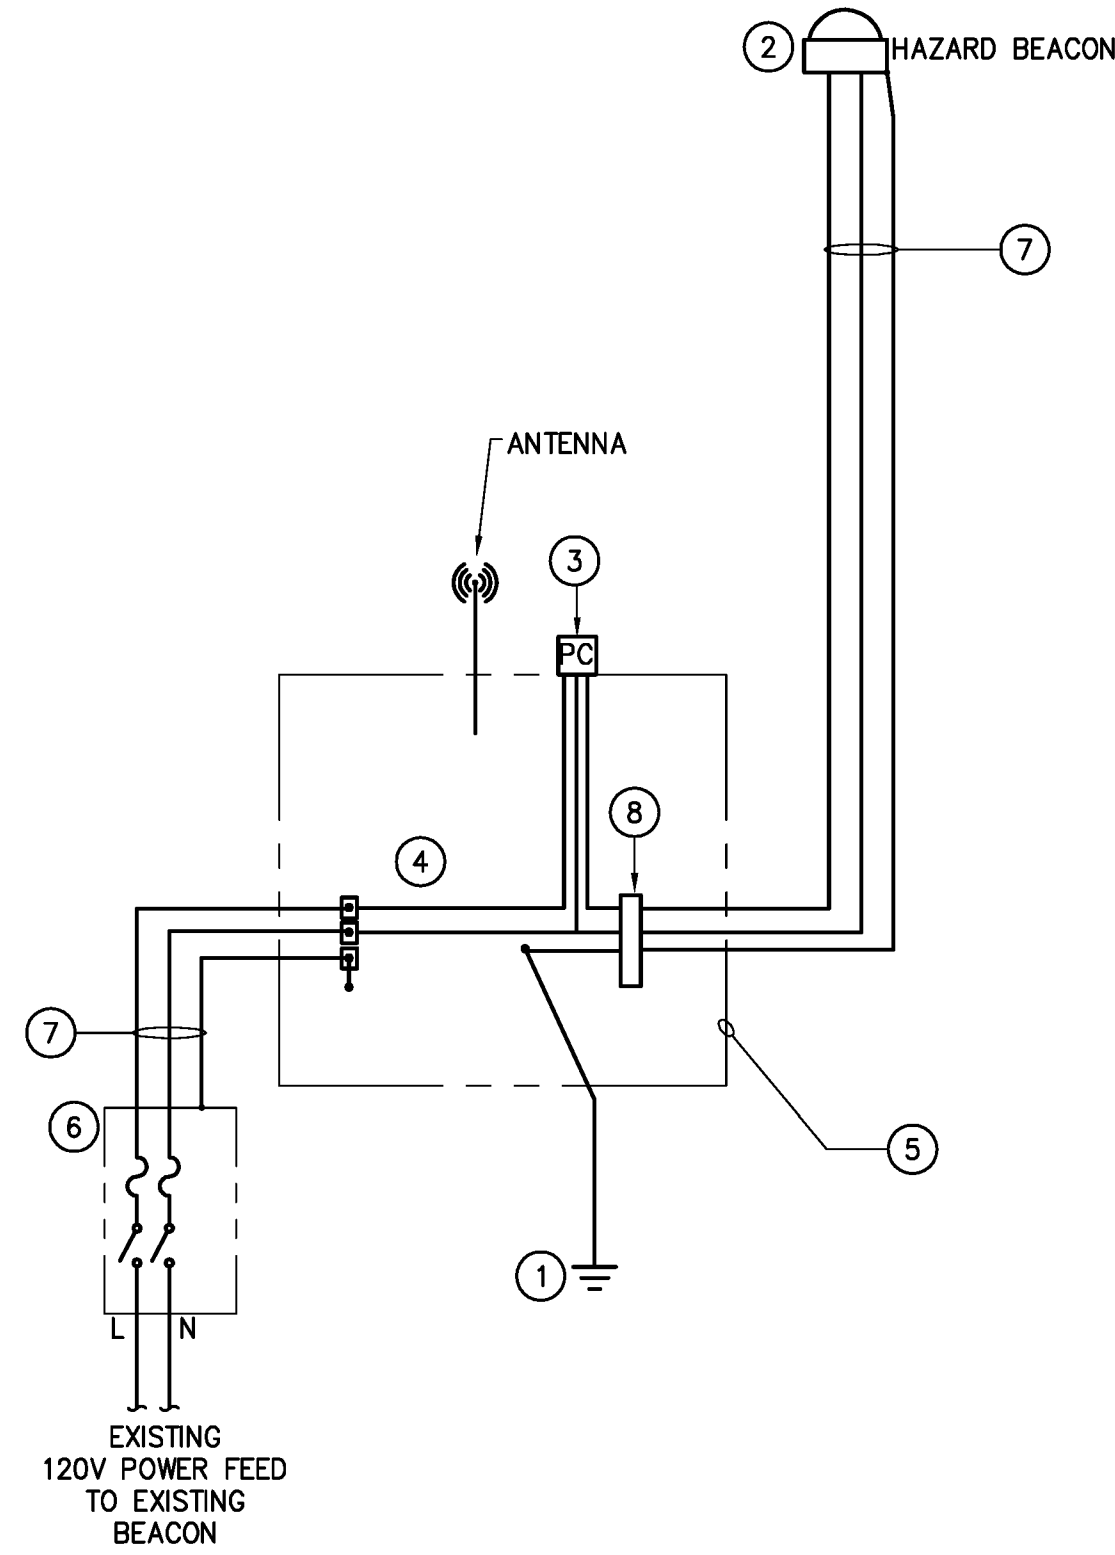 2
HAZARD BEACON
7
ANTENNA
3
PC
8
4
7
6
5
1
L N
EXISTING
120V POWER FEED
TO EXISTING
BEACON